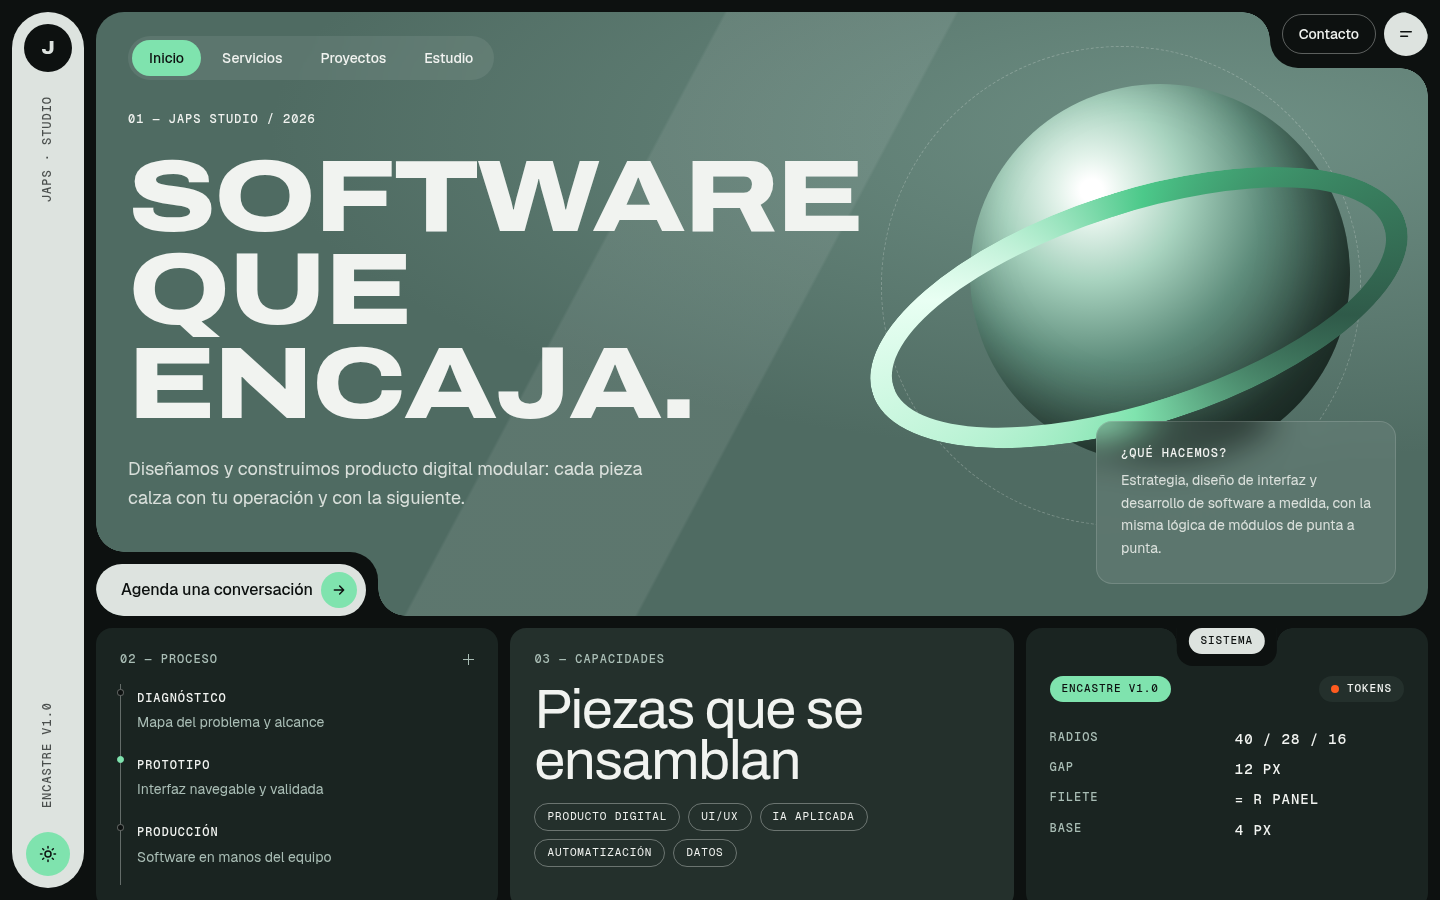 J
JAPS · STUDIO
ENCASTRE V1.0
Inicio
Servicios
Proyectos
Estudio
Contacto
01 — JAPS STUDIO / 2026
SOFTWARE
QUE
ENCAJA.
Diseñamos y construimos producto digital modular: cada pieza
calza con tu operación y con la siguiente.
¿QUÉ HACEMOS?
Estrategia, diseño de interfaz y
desarrollo de software a medida, con la
misma lógica de módulos de punta a
punta.
Agenda una conversación
02 — PROCESO
DIAGNÓSTICO
Mapa del problema y alcance
PROTOTIPO
Interfaz navegable y validada
PRODUCCIÓN
Software en manos del equipo
03 — CAPACIDADES
Piezas que se
ensamblan
PRODUCTO DIGITAL
UI/UX
IA APLICADA
AUTOMATIZACIÓN
DATOS
SISTEMA
ENCASTRE V1.0
TOKENS
RADIOS 40 / 28 / 16
GAP 12 PX
FILETE = R PANEL
BASE 4 PX